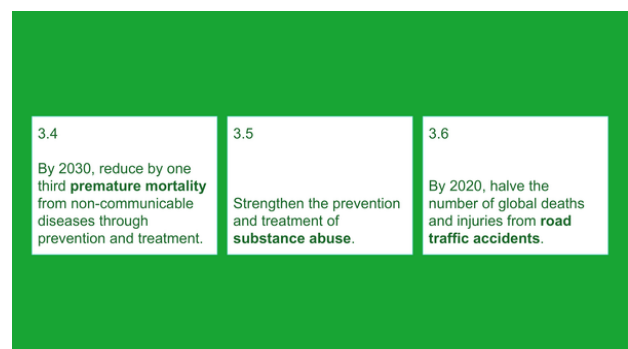 3.4
By 2030, reduce by one
third premature mortality
from non-communicable
diseases through
prevention and treatment.
3.5
Strengthen the prevention
and treatment of
substance abuse.
3.6
By 2020, halve the
number of global deaths
and injuries from road
traffic accidents.